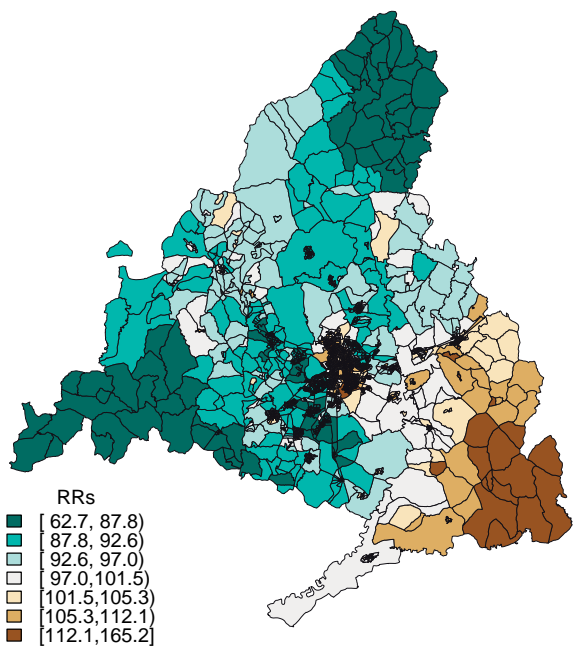 RRs
[ 62.7, 87.8)
[ 87.8, 92.6)
[ 92.6, 97.0)
[ 97.0,101.5)
[101.5,105.3)
[105.3,112.1)
[112.1,165.2]